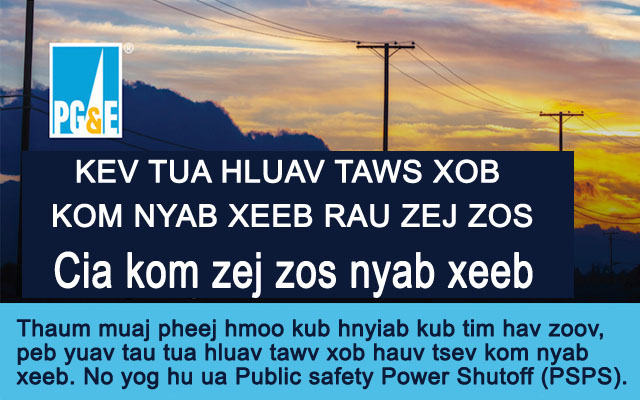 PG&E®
KEV TUA HLUAV TAWS XOB
KOM NYAB XEEB RAU ZEJ ZOS
Cia kom zej zos nyab xeeb
Thaum muaj pheej hmoo kub hnyiab kub tim hav zoov,
peb yuav tau tua hluav tawv xob hauv tsev kom nyab
xeeb. No yog hu ua Public safety Power Shutoff (PSPS).